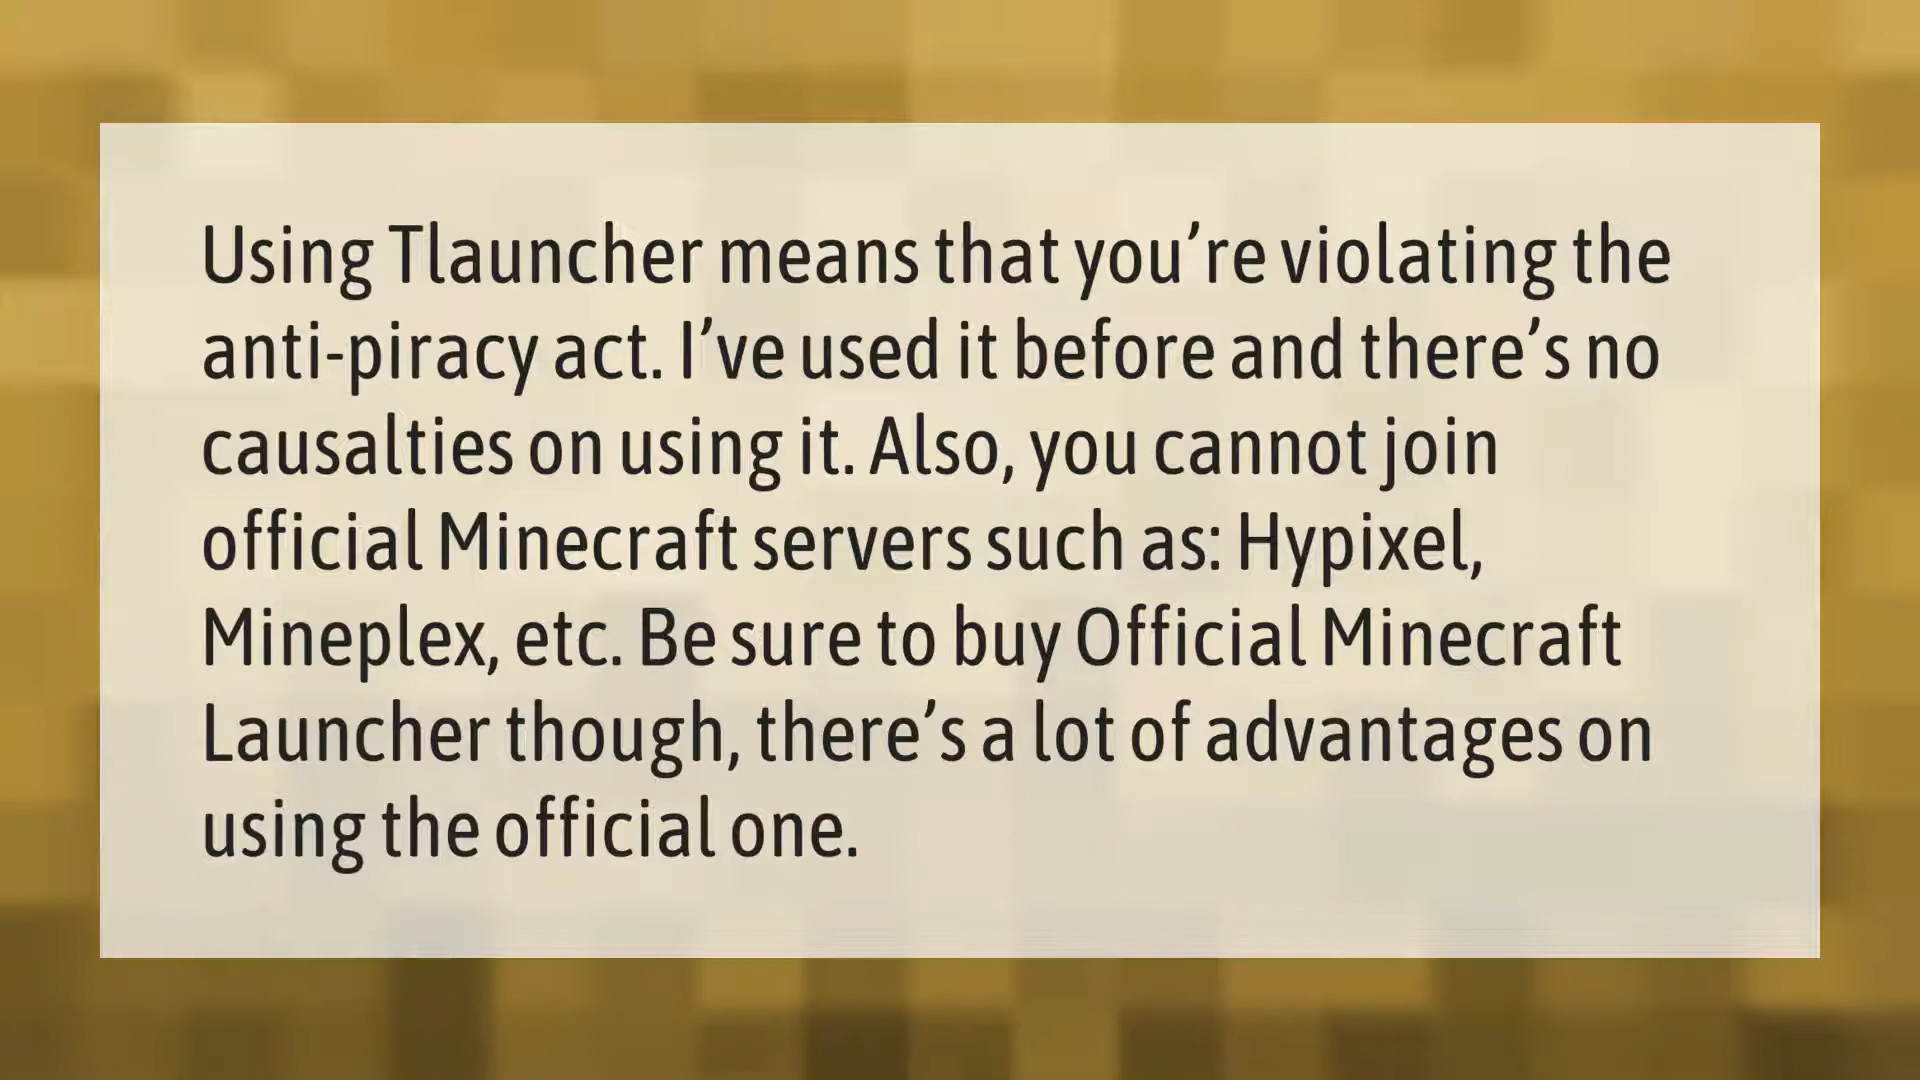 Using Tlauncher means that you’re violating the
anti-piracy act. I’ve used it before and there’s no
causalties on using it. Also, you cannot join
official Minecraft servers such as: Hypixel,
Mineplex, etc. Be sure to buy Official Minecraft
Launcher though, there’s a lot of advantages on
using the official one.